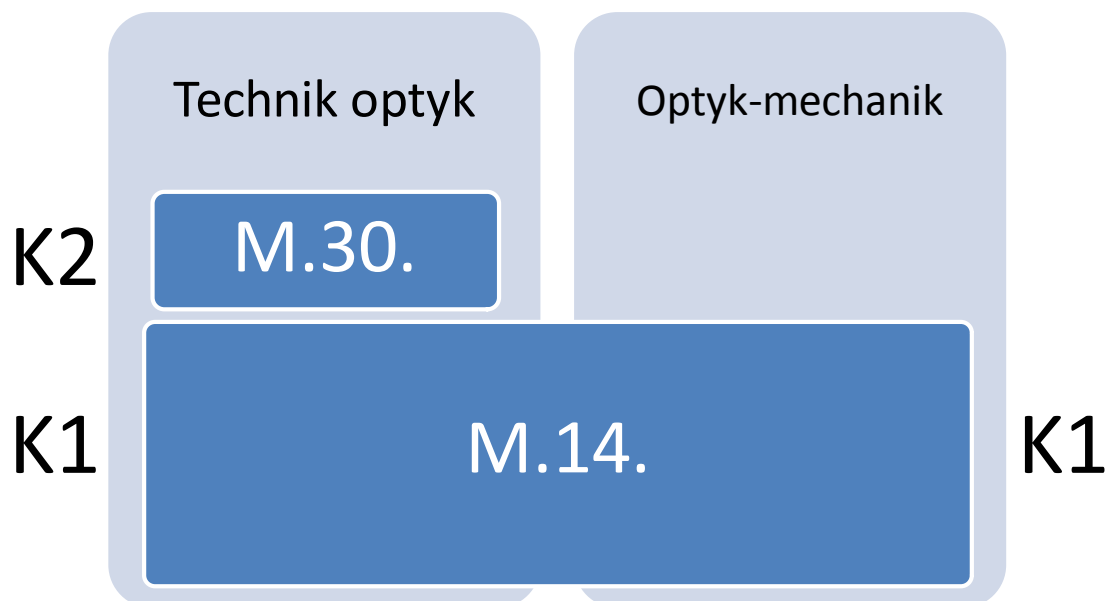 Technik optyk
Optyk-mechanik
K2
M.30.
K1
M.14.
K1